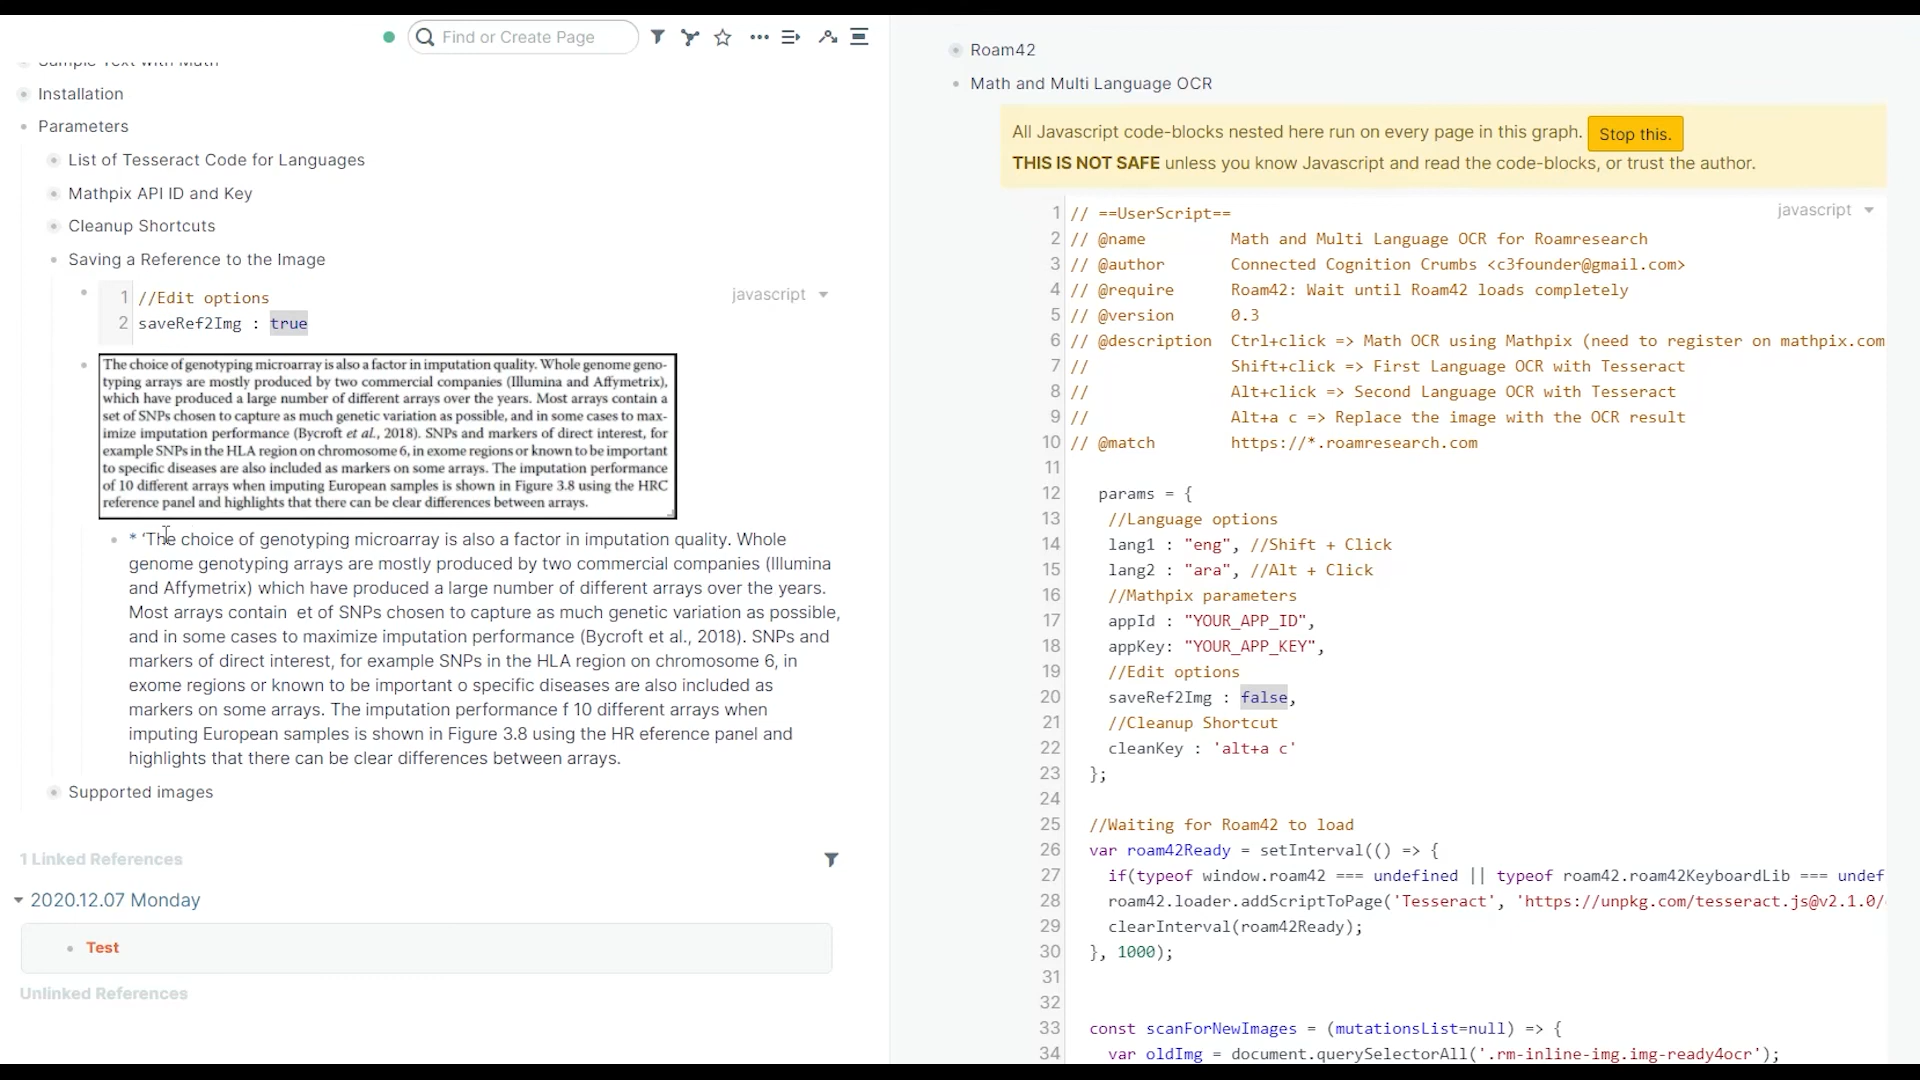 Find or Create Page
Sample Text with Math
Installation
Parameters
List of Tesseract Code for Languages
Mathpix API ID and Key
Cleanup Shortcuts
Saving a Reference to the Image
javascript
1 //Edit options
2 saveRef2Img : true
The choice of genotyping microarray is also a factor in imputation quality. Whole genome geno-
typing arrays are mostly produced by two commercial companies (Illumina and Affymetrix),
which have produced a large number of different arrays over the years. Most arrays contain a
set of SNPs chosen to capture as much genetic variation as possible, and in some cases to max-
imize imputation performance (Bycroft et al., 2018). SNPs and markers of direct interest, for
example SNPs in the HLA region on chromosome 6, in exome regions or known to be important
to specific diseases are also included as markers on some arrays. The imputation performance
of 10 different arrays when imputing European samples is shown in Figure 3.8 using the HRC
reference panel and highlights that there can be clear differences between arrays.
* ‘The choice of genotyping microarray is also a factor in imputation quality. Whole
genome genotyping arrays are mostly produced by two commercial companies (Illumina
and Affymetrix) which have produced a large number of different arrays over the years.
Most arrays contain et of SNPs chosen to capture as much genetic variation as possible,
and in some cases to maximize imputation performance (Bycroft et al., 2018). SNPs and
markers of direct interest, for example SNPs in the HLA region on chromosome 6, in
exome regions or known to be important o specific diseases are also included as
markers on some arrays. The imputation performance f 10 different arrays when
imputing European samples is shown in Figure 3.8 using the HR eference panel and
highlights that there can be clear differences between arrays.
Supported images
1 Linked References
2020.12.07 Monday
Test
Unlinked References
Roam42
Math and Multi Language OCR
All Javascript code-blocks nested here run on every page in this graph. Stop this.
THIS IS NOT SAFE unless you know Javascript and read the code-blocks, or trust the author.
javascript
1 // ==UserScript==
2 // @name Math and Multi Language OCR for Roamresearch
3 // @author Connected Cognition Crumbs <c3founder@gmail.com>
4 // @require Roam42: Wait until Roam42 loads completely
5 // @version 0.3
6 // @description Ctrl+click => Math OCR using Mathpix (need to register on mathpix.com
7 // Shift+click => First Language OCR with Tesseract
8 // Alt+click => Second Language OCR with Tesseract
9 // Alt+a c => Replace the image with the OCR result
10 // @match https://*.roamresearch.com
11
12 params = {
13 //Language options
14 lang1 : "eng", //Shift + Click
15 lang2 : "ara", //Alt + Click
16 //Mathpix parameters
17 appId : "YOUR_APP_ID",
18 appKey: "YOUR_APP_KEY",
19 //Edit options
20 saveRef2Img : false,
21 //Cleanup Shortcut
22 cleanKey : 'alt+a c'
23 };
24
25 //Waiting for Roam42 to load
26 var roam42Ready = setInterval(() => {
27 if(typeof window.roam42 === undefined || typeof roam42.roam42KeyboardLib === undef
28 roam42.loader.addScriptToPage('Tesseract', 'https://unpkg.com/tesseract.js@v2.1.0/
29 clearInterval(roam42Ready);
30 }, 1000);
31
32
33 const scanForNewImages = (mutationsList=null) => {
34 var oldImg = document.querySelectorAll('.rm-inline-img.img-ready4ocr');